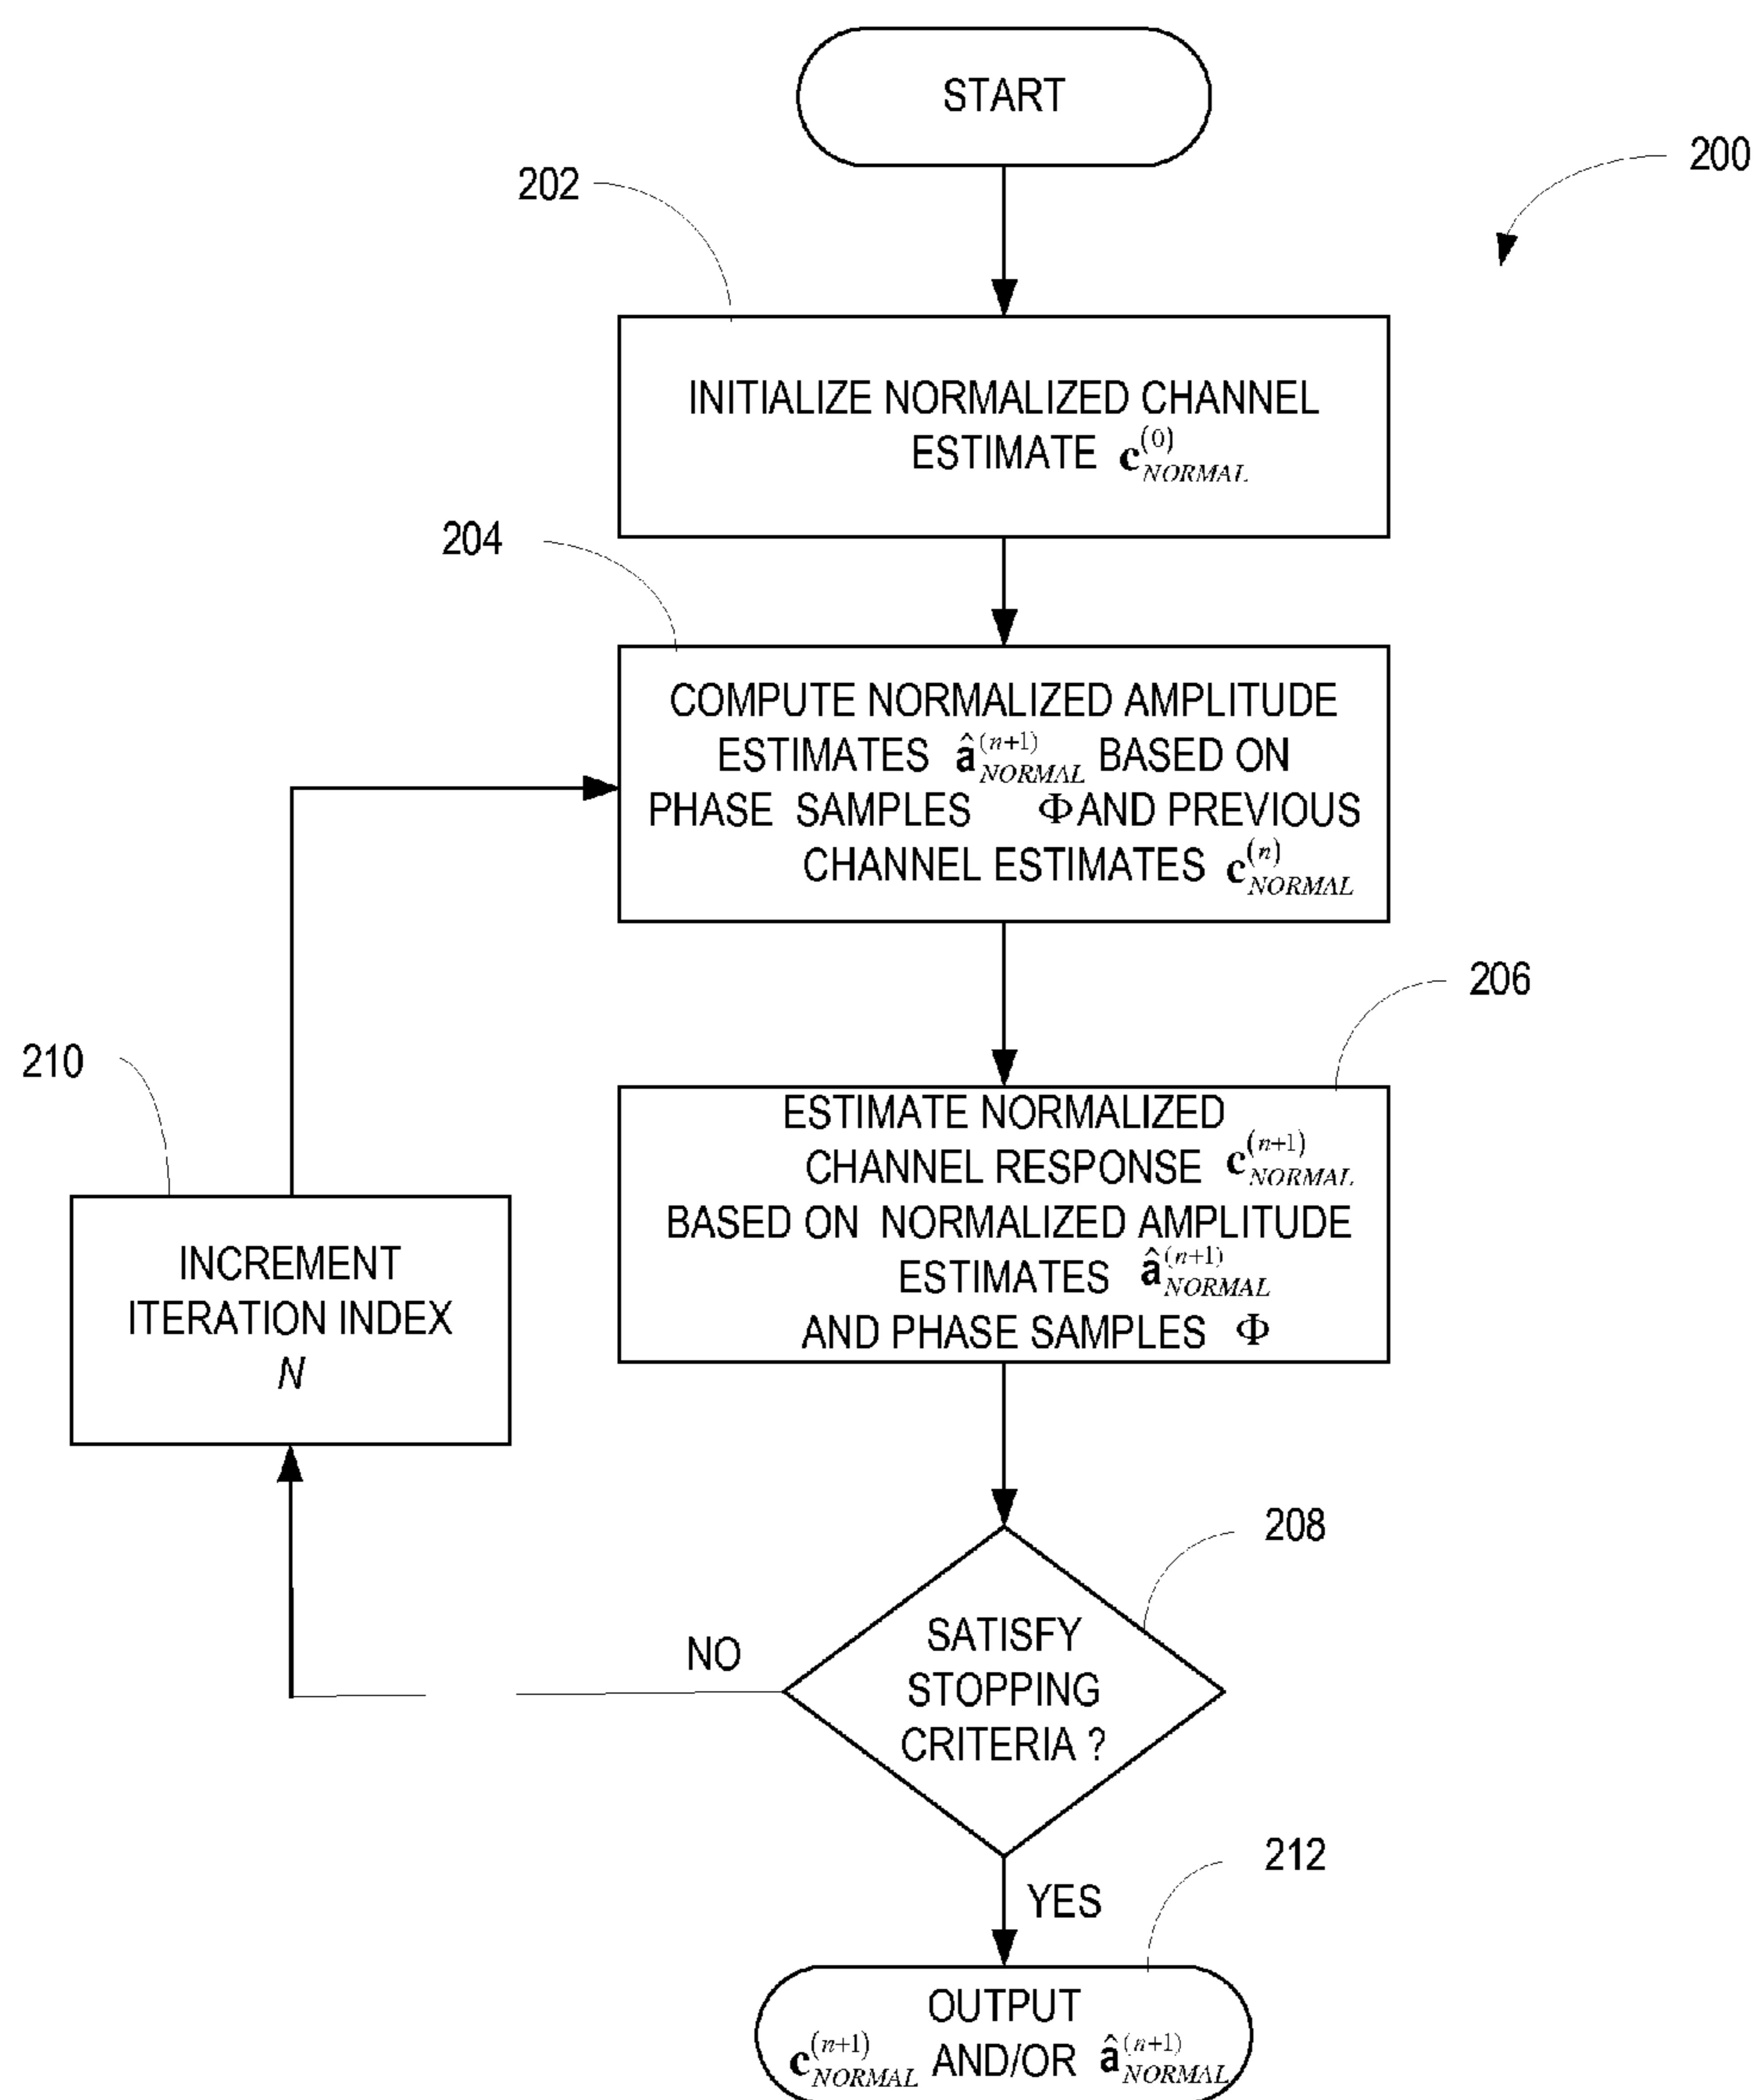 START
200
202
INITIALIZE NORMALIZED CHANNEL
ESTIMATE c^{(0)}_{NORMAL}
204
COMPUTE NORMALIZED AMPLITUDE
ESTIMATES â^{(n+1)}_{NORMAL} BASED ON
PHASE SAMPLES Φ AND PREVIOUS
CHANNEL ESTIMATES c^{(n)}_{NORMAL}
206
ESTIMATE NORMALIZED
CHANNEL RESPONSE c^{(n+1)}_{NORMAL}
BASED ON NORMALIZED AMPLITUDE
ESTIMATES â^{(n+1)}_{NORMAL}
AND PHASE SAMPLES Φ
210
INCREMENT
ITERATION INDEX
N
208
SATISFY
STOPPING
CRITERIA ?
NO
YES
212
OUTPUT
c^{(n+1)}_{NORMAL} AND/OR â^{(n+1)}_{NORMAL}